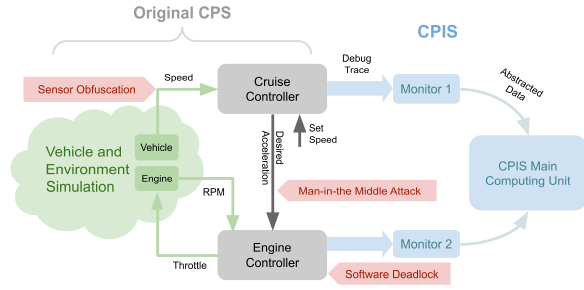 Original CPS
CPIS
Sensor Obfuscation
Speed
Cruise
Controller
Debug
Trace
Monitor 1
Abstracted
Data
Vehicle and
Environment
Simulation
Vehicle
Engine
RPM
Desired
Acceleration
Set
Speed
Man-in-the Middle Attack
CPIS Main
Computing Unit
Throttle
Engine
Controller
Monitor 2
Software Deadlock